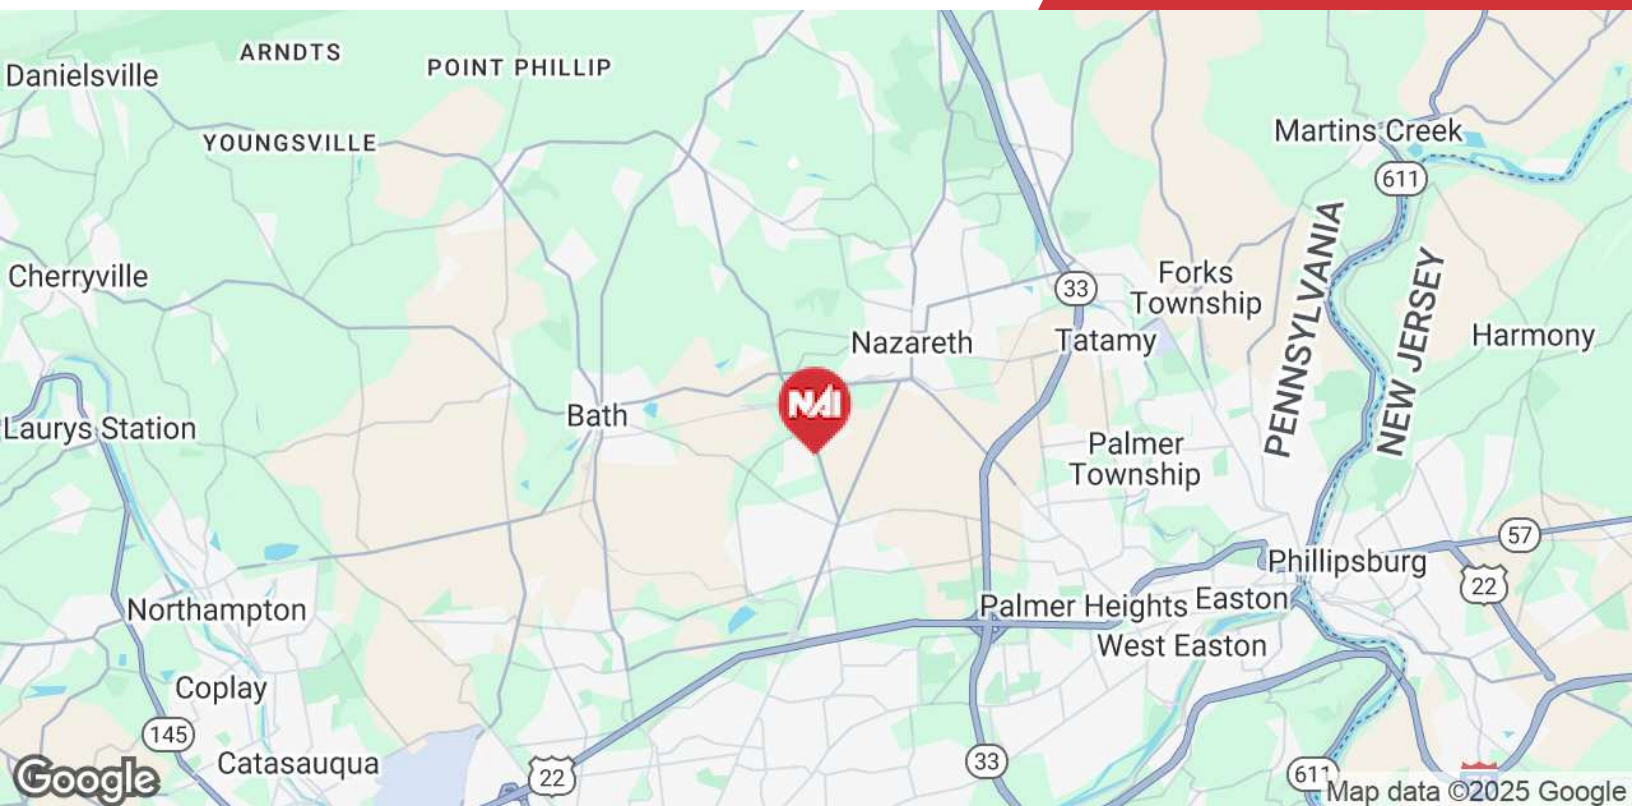 ARNDTS
POINT PHILLIP
Danielsville
YOUNGSVILLE
Martins Creek
611
Cherryville
33
Forks
Township
PENNSYLVANIA
NEW JERSEY
Nazareth
Tatamy
Harmony
NAI
Bath
Laurys Station
Palmer
Township
57
Phillipsburg
22
Northampton
Palmer Heights
Easton
West Easton
Coplay
145
Catasauqua
22
33
611
Google
Map data ©2025 Google